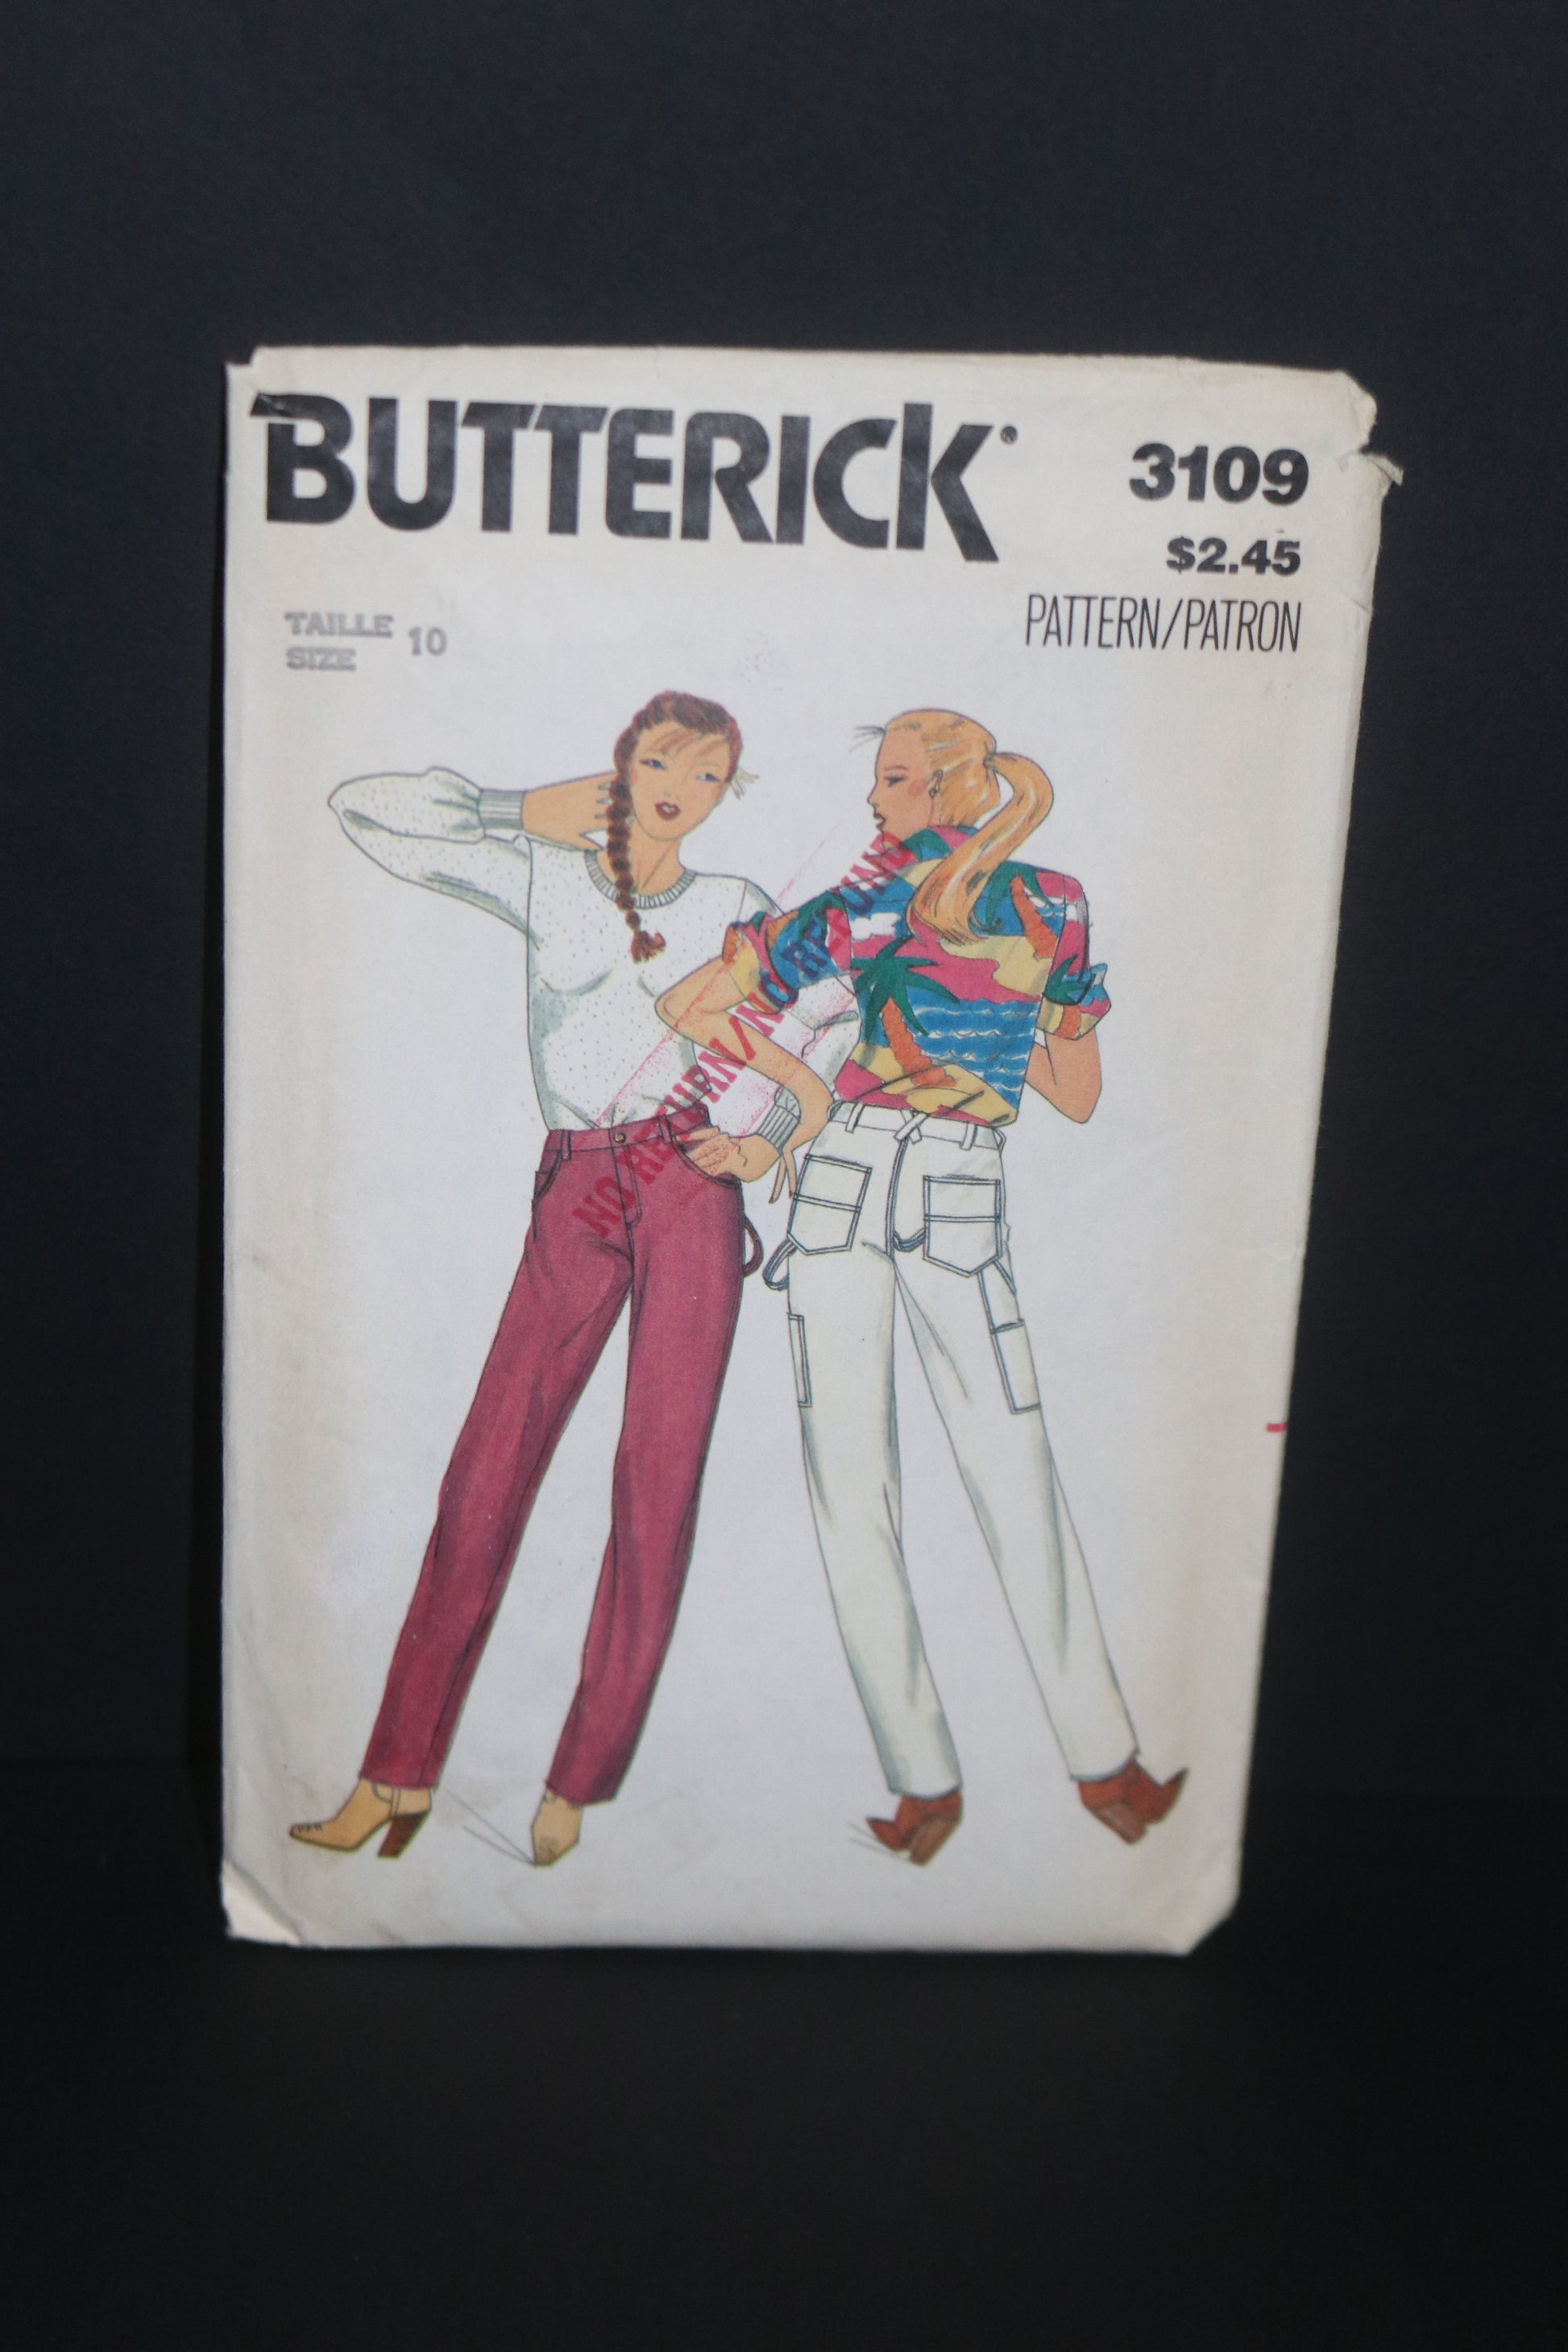 BUTTERICK®
3109
$2.45
PATTERN/PATRON
TAILLE
SIZE 10
NO RETURN/NO REFUND